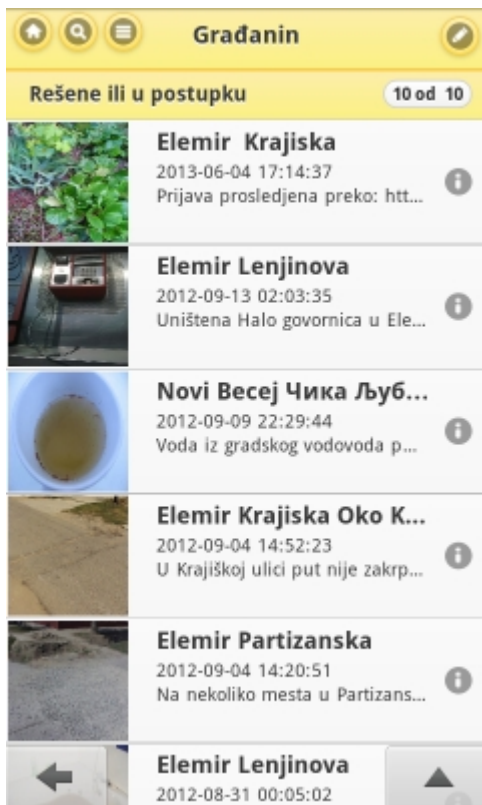 Građanin
Rešene ili u postupku
10 od 10
Elemir Krajiska
2013-06-04 17:14:37
Prijava prosledjena preko: htt...
Elemir Lenjinova
2012-09-13 02:03:35
Uništena Halo govornica u Ele...
Novi Becej Чика Љуб...
2012-09-09 22:29:44
Voda iz gradskog vodovoda p...
Elemir Krajiska Oko K...
2012-09-04 14:52:23
U Krajiškoj ulici put nije zakrp...
Elemir Partizanska
2012-09-04 14:20:51
Na nekoliko mesta u Partizans...
Elemir Lenjinova
2012-08-31 00:05:02